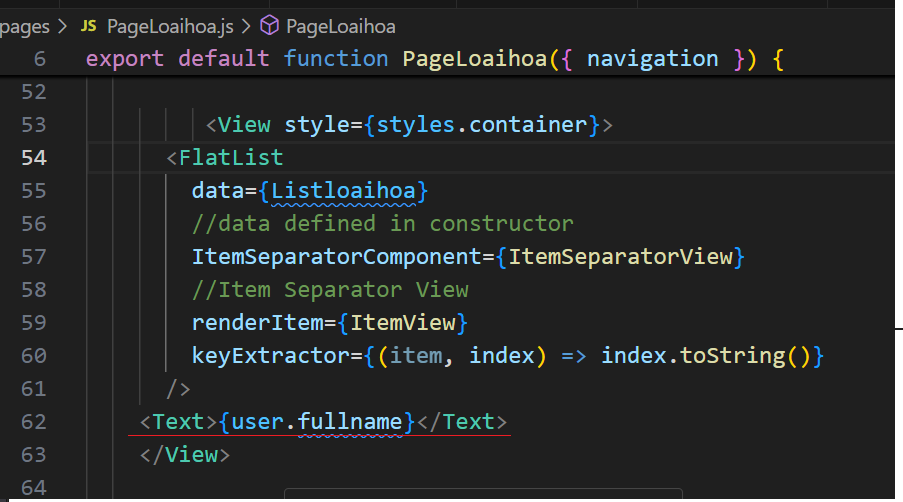 pages > JS PageLoaihoa.js > PageLoaihoa
6 export default function PageLoaihoa({ navigation }) {
52
53 <View style={styles.container}>
54 <FlatList
55 data={Listloaihoa}
56 //data defined in constructor
57 ItemSeparatorComponent={ItemSeparatorView}
58 //Item Separator View
59 renderItem={ItemView}
60 keyExtractor={(item, index) => index.toString()}
61 />
62 <Text>{user.fullname}</Text>
63 </View>
64